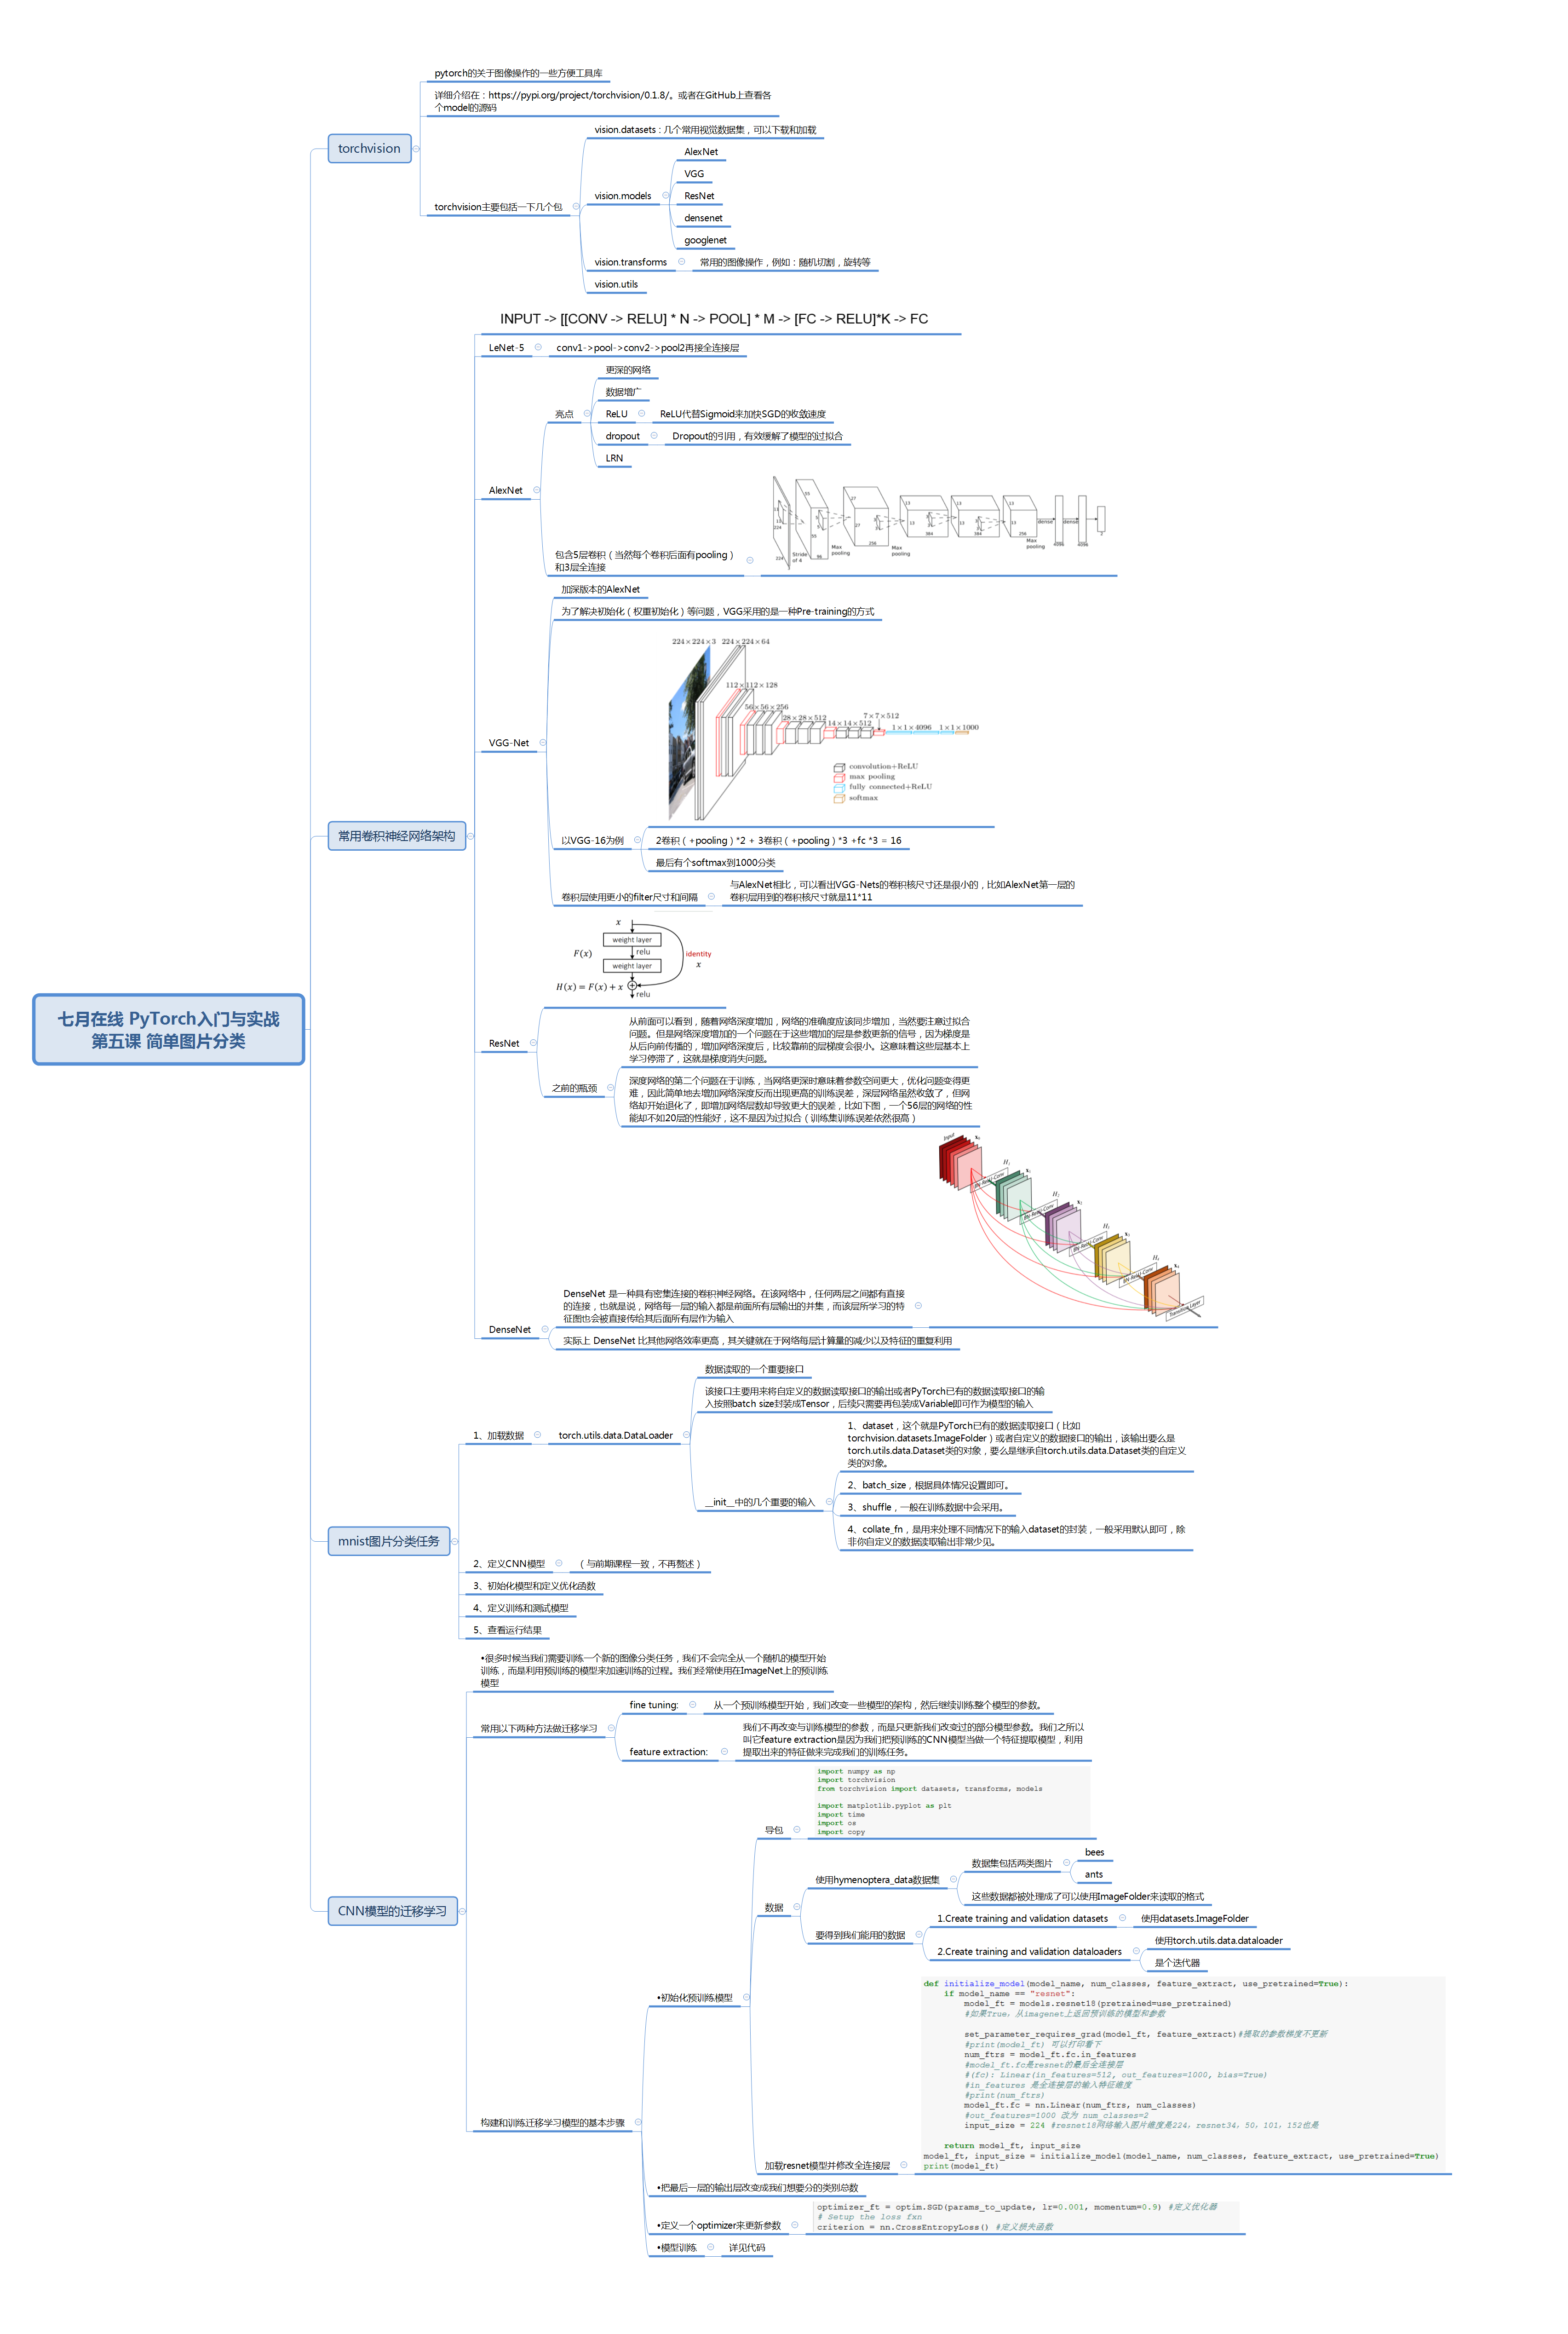 七月在线 PyTorch入门与实战
第五课 简单图片分类
torchvision
pytorch的关于图像操作的一些方便工具库
详细介绍在：https://pypi.org/project/torchvision/0.1.8/。或者在GitHub上查看各
个model的源码
torchvision主要包括一下几个包
vision.datasets : 几个常用视觉数据集，可以下载和加载
vision.models
AlexNet
VGG
ResNet
densenet
googlenet
vision.transforms
常用的图像操作，例如：随机切割，旋转等
vision.utils
常用卷积神经网络架构
INPUT -> [[CONV -> RELU] * N -> POOL] * M -> [FC -> RELU]*K -> FC
LeNet-5
conv1->pool->conv2->pool2再接全连接层
AlexNet
亮点
更深的网络
数据增广
ReLU
ReLU代替Sigmoid来加快SGD的收敛速度
dropout
Dropout的引用，有效缓解了模型的过拟合
LRN
包含5层卷积（当然每个卷积后面有pooling）
和3层全连接
11
11
224
224
Stride
of 4
55
55
5
5
96
Max
pooling
27
27
3
3
256
Max
pooling
13
13
3
3
384
13
13
3
3
384
13
13
256
Max
pooling
dense
4096
dense
4096
2
VGG-Net
加深版本的AlexNet
为了解决初始化（权重初始化）等问题，VGG采用的是一种Pre-training的方式
以VGG-16为例
224×224×3
224×224×64
112×112×128
56×56×256
28×28×512
14×14×512
7×7×512
1×1×4096
1×1×1000
convolution+ReLU
max pooling
fully connected+ReLU
softmax
2卷积（+pooling）*2 + 3卷积（+pooling）*3 +fc *3 = 16
最后有个softmax到1000分类
卷积层使用更小的filter尺寸和间隔
与AlexNet相比，可以看出VGG-Nets的卷积核尺寸还是很小的，比如AlexNet第一层的
卷积层用到的卷积核尺寸就是11*11
ResNet
x
weight layer
F(x)
relu
weight layer
identity
x
H(x) = F(x) + x
relu
之前的瓶颈
从前面可以看到，随着网络深度增加，网络的准确度应该同步增加，当然要注意过拟合
问题。但是网络深度增加的一个问题在于这些增加的层是参数更新的信号，因为梯度是
从后向前传播的，增加网络深度后，比较靠前的层梯度会很小。这意味着这些层基本上
学习停滞了，这就是梯度消失问题。
深度网络的第二个问题在于训练，当网络更深时意味着参数空间更大，优化问题变得更
难，因此简单地去增加网络深度反而出现更高的训练误差，深层网络虽然收敛了，但网
络却开始退化了，即增加网络层数却导致更大的误差，比如下图，一个56层的网络的性
能却不如20层的性能好，这不是因为过拟合（训练集训练误差依然很高）
DenseNet
DenseNet 是一种具有密集连接的卷积神经网络。在该网络中，任何两层之间都有直接
的连接，也就是说，网络每一层的输入都是前面所有层输出的并集，而该层所学习的特
征图也会被直接传给其后面所有层作为输入
Input
x0
H1
BN-ReLU-Conv
x1
H2
BN-ReLU-Conv
x2
H3
BN-ReLU-Conv
x3
H4
BN-ReLU-Conv
x4
Transition Layer
实际上 DenseNet 比其他网络效率更高，其关键就在于网络每层计算量的减少以及特征的重复利用
mnist图片分类任务
1、加载数据
torch.utils.data.DataLoader
数据读取的一个重要接口
该接口主要用来将自定义的数据读取接口的输出或者PyTorch已有的数据读取接口的输
入按照batch size封装成Tensor，后续只需要再包装成Variable即可作为模型的输入
__init__中的几个重要的输入
1、dataset，这个就是PyTorch已有的数据读取接口（比如
torchvision.datasets.ImageFolder）或者自定义的数据接口的输出，该输出要么是
torch.utils.data.Dataset类的对象，要么是继承自torch.utils.data.Dataset类的自定义
类的对象。
2、batch_size，根据具体情况设置即可。
3、shuffle，一般在训练数据中会采用。
4、collate_fn，是用来处理不同情况下的输入dataset的封装，一般采用默认即可，除
非你自定义的数据读取输出非常少见。
2、定义CNN模型
（与前期课程一致，不再赘述）
3、初始化模型和定义优化函数
4、定义训练和测试模型
5、查看运行结果
CNN模型的迁移学习
•很多时候当我们需要训练一个新的图像分类任务，我们不会完全从一个随机的模型开始
训练，而是利用预训练的模型来加速训练的过程。我们经常使用在ImageNet上的预训练
模型
常用以下两种方法做迁移学习
fine tuning:
从一个预训练模型开始，我们改变一些模型的架构，然后继续训练整个模型的参数。
feature extraction:
我们不再改变与训练模型的参数，而是只更新我们改变过的部分模型参数。我们之所以
叫它feature extraction是因为我们把预训练的CNN模型当做一个特征提取模型，利用
提取出来的特征做来完成我们的训练任务。
构建和训练迁移学习模型的基本步骤
•初始化预训练模型
导包
import numpy as np
import torchvision
from torchvision import datasets, transforms, models
import matplotlib.pyplot as plt
import time
import os
import copy
数据
使用hymenoptera_data数据集
数据集包括两类图片
bees
ants
这些数据都被处理成了可以使用ImageFolder来读取的格式
要得到我们能用的数据
1.Create training and validation datasets
使用datasets.ImageFolder
2.Create training and validation dataloaders
使用torch.utils.data.dataloader
是个迭代器
加载resnet模型并修改全连接层
def initialize_model(model_name, num_classes, feature_extract, use_pretrained=True):
if model_name == "resnet":
model_ft = models.resnet18(pretrained=use_pretrained)
#如果True，从imagenet上返回预训练的模型和参数
set_parameter_requires_grad(model_ft, feature_extract)#提取的参数梯度不更新
#print(model_ft) 可以打印看下
num_ftrs = model_ft.fc.in_features
#model_ft.fc是resnet的最后全连接层
#(fc): Linear(in_features=512, out_features=1000, bias=True)
#in_features 是全连接层的输入特征维度
#print(num_ftrs)
model_ft.fc = nn.Linear(num_ftrs, num_classes)
#out_features=1000 改为 num_classes=2
input_size = 224 #resnet18网络输入图片维度是224，resnet34，50，101，152也是
return model_ft, input_size
model_ft, input_size = initialize_model(model_name, num_classes, feature_extract, use_pretrained=True)
print(model_ft)
•把最后一层的输出层改变成我们想要分的类别总数
•定义一个optimizer来更新参数
optimizer_ft = optim.SGD(params_to_update, lr=0.001, momentum=0.9) #定义优化器
# Setup the loss fxn
criterion = nn.CrossEntropyLoss() #定义损失函数
•模型训练
详见代码